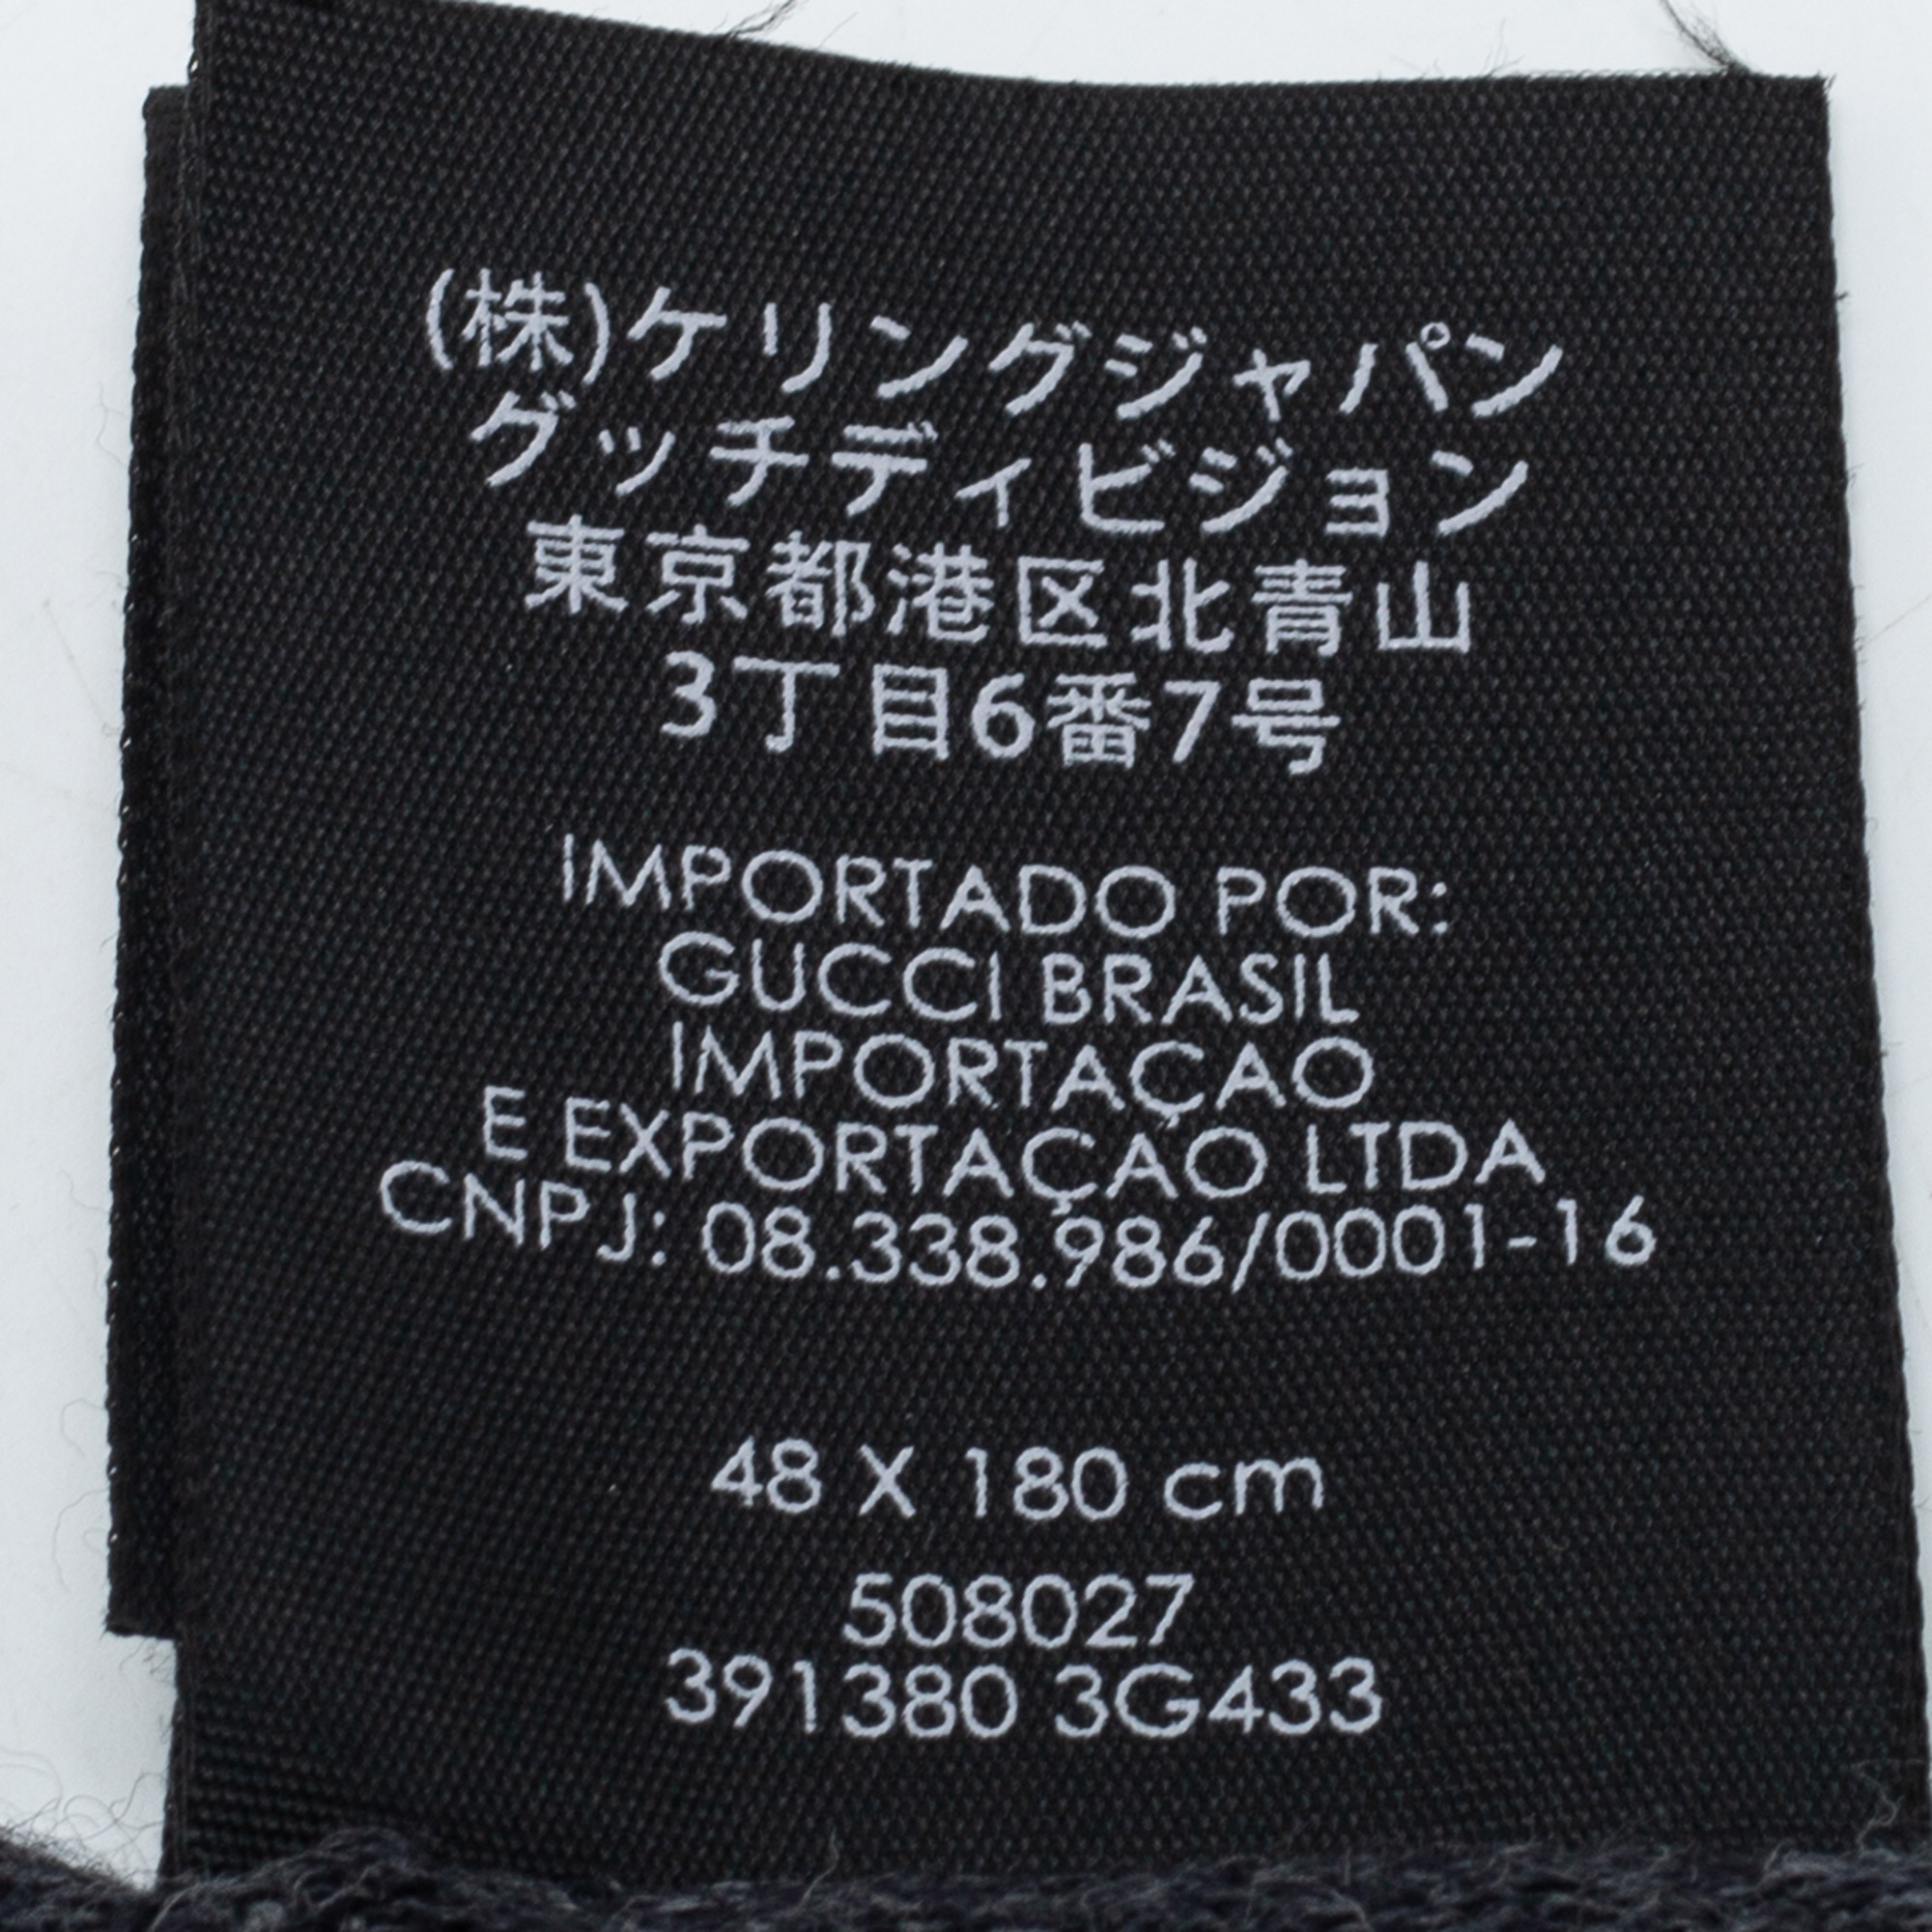 (株)ケリングジャパン
グッチディビジョン
東京都港区北青山
3丁目6番7号
IMPORTADO POR:
GUCCI BRASIL
IMPORTAÇAO
E EXPORTAÇAO LTDA
CNPJ: 08.338.986/0001-16
48 X 180 cm
508027
391380 3G433